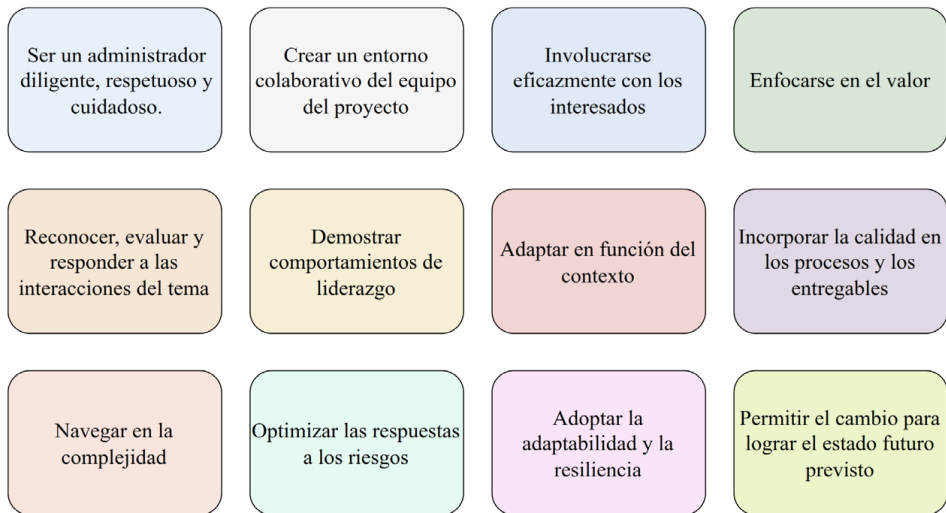 Ser un administrador
diligente, respetuoso y
cuidadoso.
Crear un entorno
colaborativo del equipo
del proyecto
Involucrarse
eficazmente con los
interesados
Enfocarse en el valor
Reconocer, evaluar y
responder a las
interacciones del tema
Demostrar
comportamientos de
liderazgo
Adaptar en función del
contexto
Incorporar la calidad en
los procesos y los
entregables
Navegar en la
complejidad
Optimizar las respuestas
a los riesgos
Adoptar la
adaptabilidad y la
resiliencia
Permitir el cambio para
lograr el estado futuro
previsto